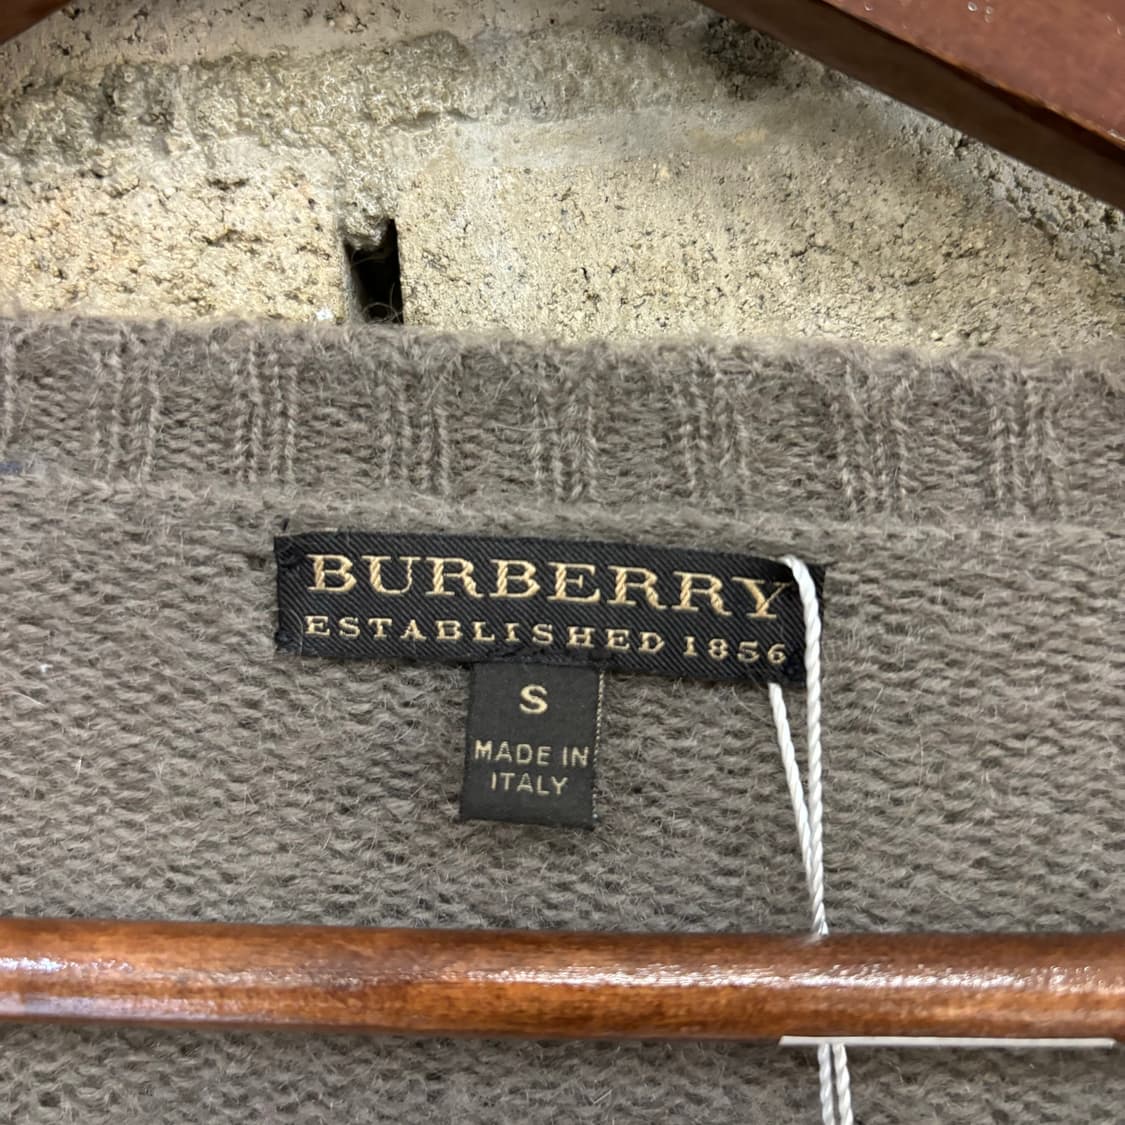 BURBERRY
ESTABLISHED 1856
S
MADE IN
ITALY